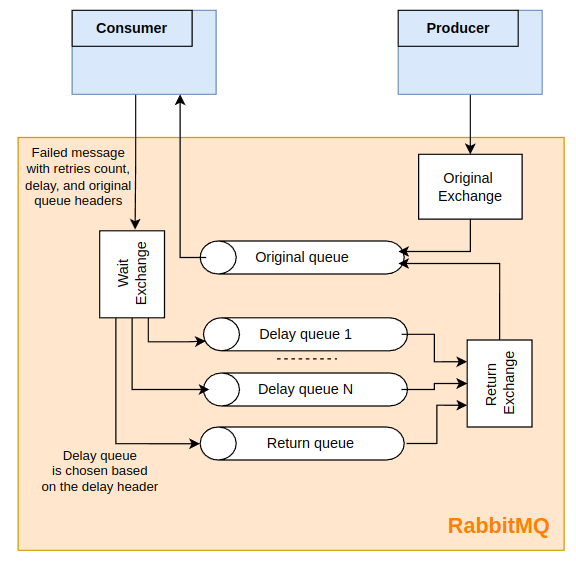 Consumer
Producer
Failed message
with retries count,
delay, and original
queue headers
Original
Exchange
Wait
Exchange
Original queue
Delay queue 1
Delay queue N
Return queue
Return
Exchange
Delay queue
is chosen based
on the delay header
RabbitMQ